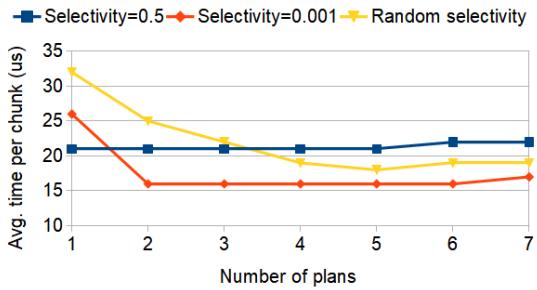 Selectivity=0.5 Selectivity=0.001 Random selectivity
Avg. time per chunk (us)
35
30
25
20
15
10
1 2 3 4 5 6 7
Number of plans